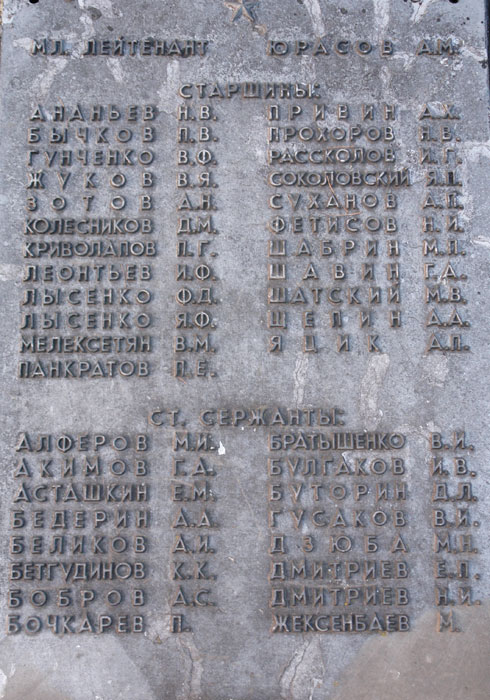 МЛ. ЛЕЙТЕНАНТ ЮРАСОВ А.М.
СТАРШИНЫ:
АНАНЬЕВ Н.В.
БЫЧКОВ П.В.
ГУНЧЕНКО В.Ф.
ЖУКОВ В.Я.
ЗОТОВ А.Н.
КОЛЕСНИКОВ Д.М.
КРИВОЛАПОВ П.Г.
ЛЕОНТЬЕВ И.Ф.
ЛЫСЕНКО Ф.Д.
ЛЫСЕНКО Я.Ф.
МЕЛЕКСЕТЯН В.М.
ПАНКРАТОВ П.Е.
ПРИВИН А.Х.
ПРОХОРОВ Н.В.
РАССКОЛОВ И.Г.
СОКОЛОВСКИЙ Я.П.
СУХАНОВ А.П.
ФЕТИСОВ Н.И.
ШАБРИН М.П.
ШАВИН Г.А.
ШАТСКИЙ М.В.
ЩЕПИН А.А.
ЯЦИК А.П.
СТ. СЕРЖАНТЫ:
АЛФЕРОВ М.И.
АКИМОВ Г.А.
АСТАШКИН Е.М.
БЕДЕРИН А.А.
БЕЛИКОВ А.И.
БЕГГУДИНОВ К.К.
БОБРОВ А.С.
БОЧКАРЕВ П.
БРАТЫЩЕНКО В.И.
БУЛГАКОВ И.В.
БУТОРИН Д.Л.
ГУСАКОВ В.И.
ДЗЮБА М.Н.
ДМИТРИЕВ Е.Г.
ДМИТРИЕВ Н.И.
ЖЕКСЕНБАЕВ М.